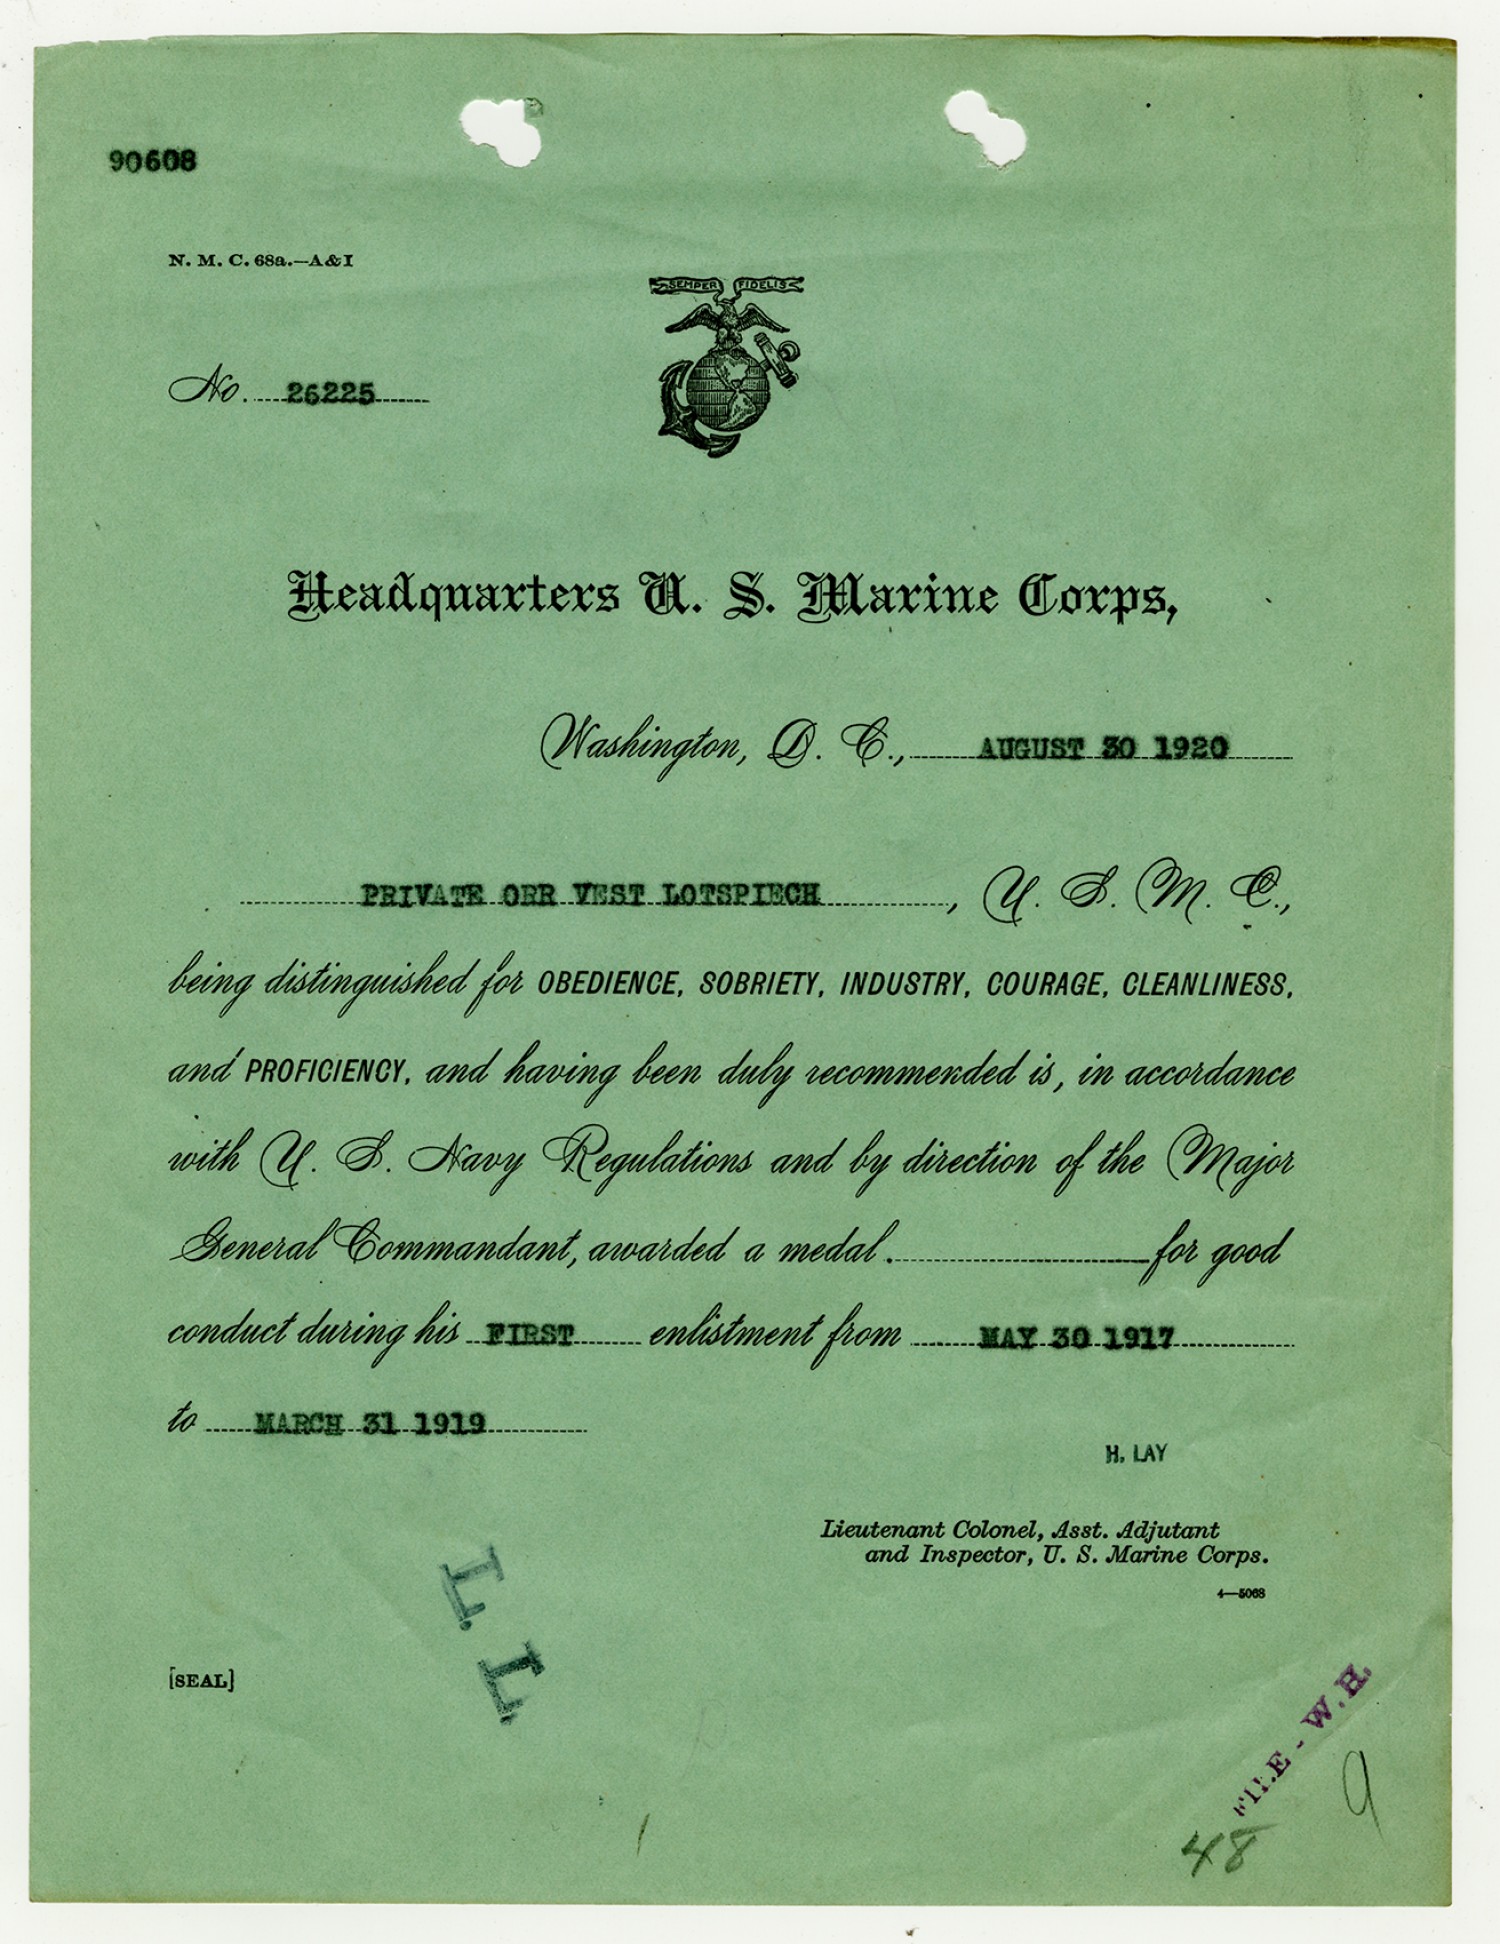 90608
N. M. C. 68a.—A&I
SEMPER FIDELIS
No. 26225
Headquarters U. S. Marine Corps,
Washington, D. C., AUGUST 30 1920
PRIVATE ORR VEST LOTSPIECH, U. S. M. C.,
being distinguished for OBEDIENCE, SOBRIETY, INDUSTRY, COURAGE, CLEANLINESS,
and PROFICIENCY, and having been duly recommended is, in accordance
with U. S. Navy Regulations and by direction of the Major
General Commandant, awarded a medal. for good
conduct during his FIRST enlistment from MAY 30 1917
to MARCH 31 1919
H. LAY
Lieutenant Colonel, Asst. Adjutant
and Inspector, U. S. Marine Corps.
4—5068
L. L.
[SEAL]
FILE - W.H.
9
48